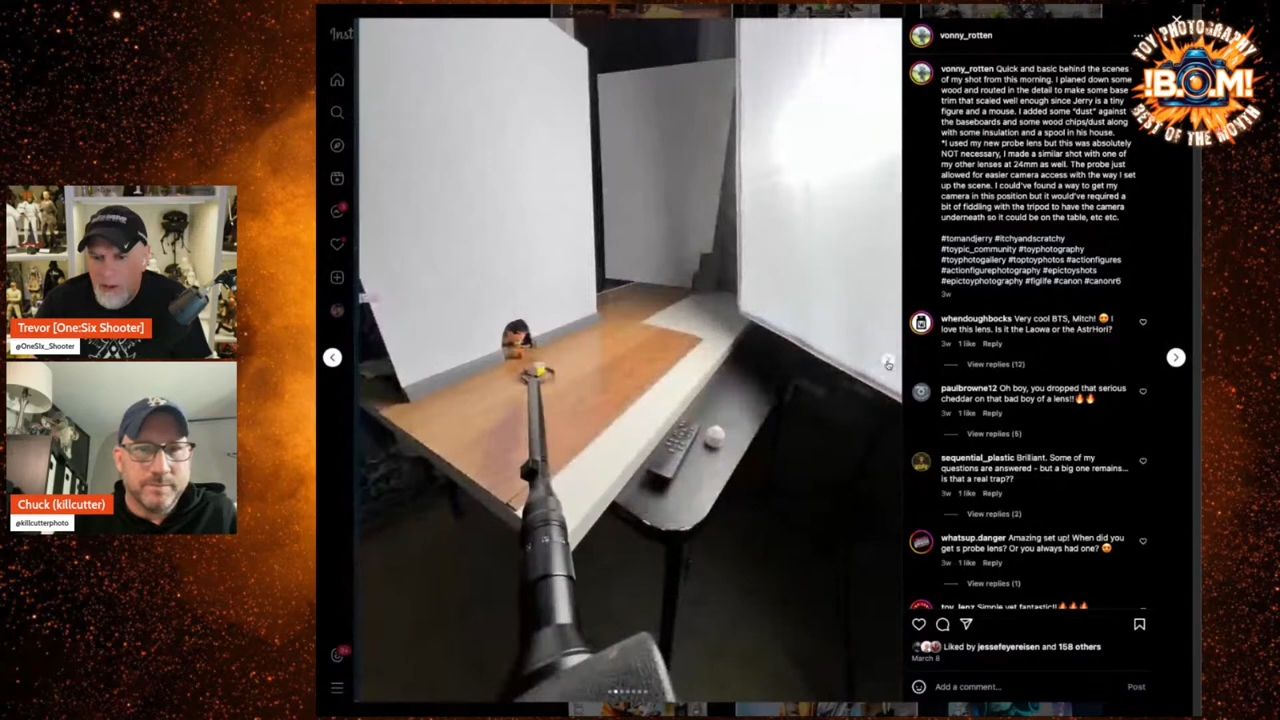 Inst
TOY PHOTOGRAPHY
!B.O.M!
BEST OF THE MONTH
Trevor [One:Six Shooter]
@OneSIx_Shooter
Chuck (killcutter)
@killcutterphoto
vonny_rotten
vonny_rotten Quick and basic behind the scenes
of my shot from this morning. I planed down some
wood and routed in the detail to make some base
trim that scaled well enough since Jerry is a tiny
figure and a mouse. I added some "dust" against
the baseboards and some wood chips/dust along
with some insulation and a spool in his house.
*I used my new probe lens but this was absolutely
NOT necessary, I made a similar shot with one of
my other lenses at 24mm as well. The probe just
allowed for easier camera access with the way I set
up the scene. I could've found a way to get my
camera in this position but it would've required a
bit of fiddling with the tripod to have the camera
underneath so it could be on the table, etc etc.
#tomandjerry #itchyandscratchy
#toypic_community #toyphotography
#toyphotogallery #toptoyphotos #actionfigures
#actionfigurephotography #epictoyshots
#epictoyphotography #figlife #canon #canonr6
3w
whendoughbocks Very cool BTS, Mitch! 😍 I
love this lens. Is it the Laowa or the AstrHori?
3w 1 like Reply
View replies (12)
paulbrowne12 Oh boy, you dropped that serious
cheddar on that bad boy of a lens!!🔥🔥
3w 1 like Reply
View replies (5)
sequential_plastic Brilliant. Some of my
questions are answered - but a big one remains...
is that a real trap??
3w 1 like Reply
View replies (2)
whatsup.danger Amazing set up! When did you
get s probe lens? Or you always had one? 😍
3w 1 like Reply
View replies (1)
toy_lenz Simple yet fantastic!!🔥🔥🔥
Liked by jessefeyereisen and 158 others
March 8
Add a comment...
Post